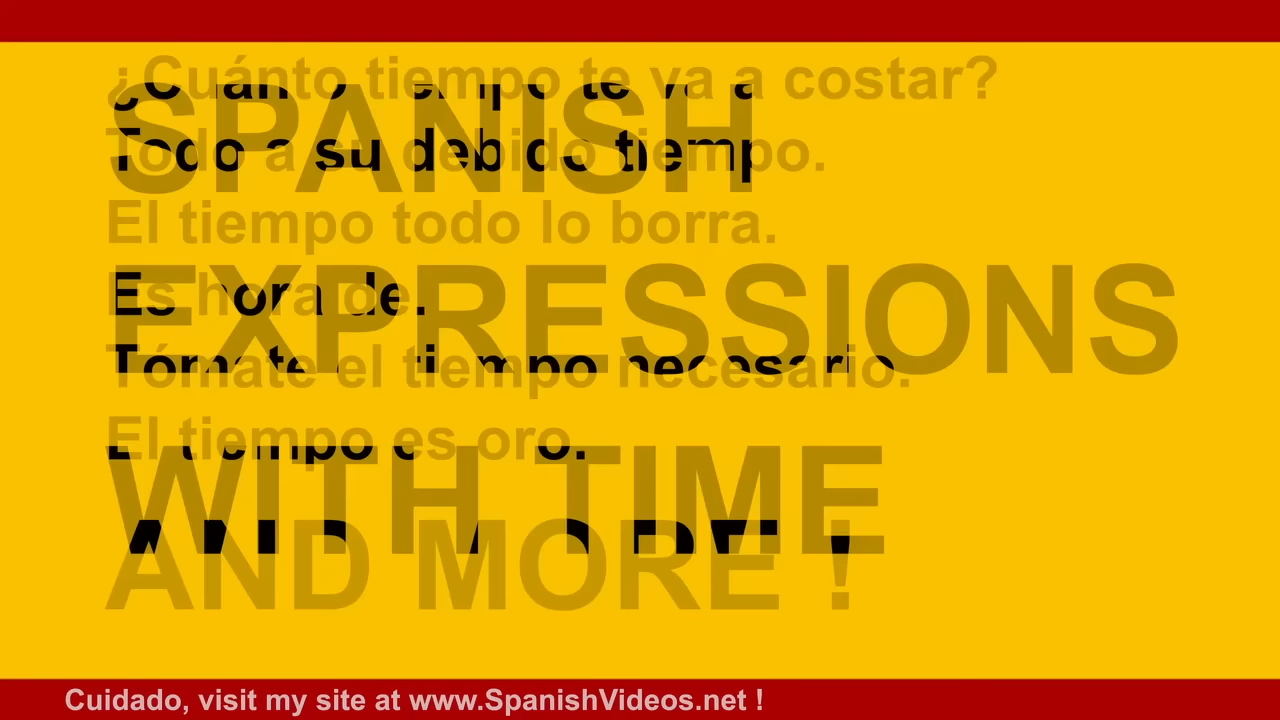 ¿Cuánto tiempo te va a costar?
SPANISH
Todo a su debido tiempo.
El tiempo todo lo borra.
Es hora de.
EXPRESSIONS
Tómate el tiempo necesario.
El tiempo es oro.
WITH TIME
AND MORE !
Cuidado, visit my site at www.SpanishVideos.net !